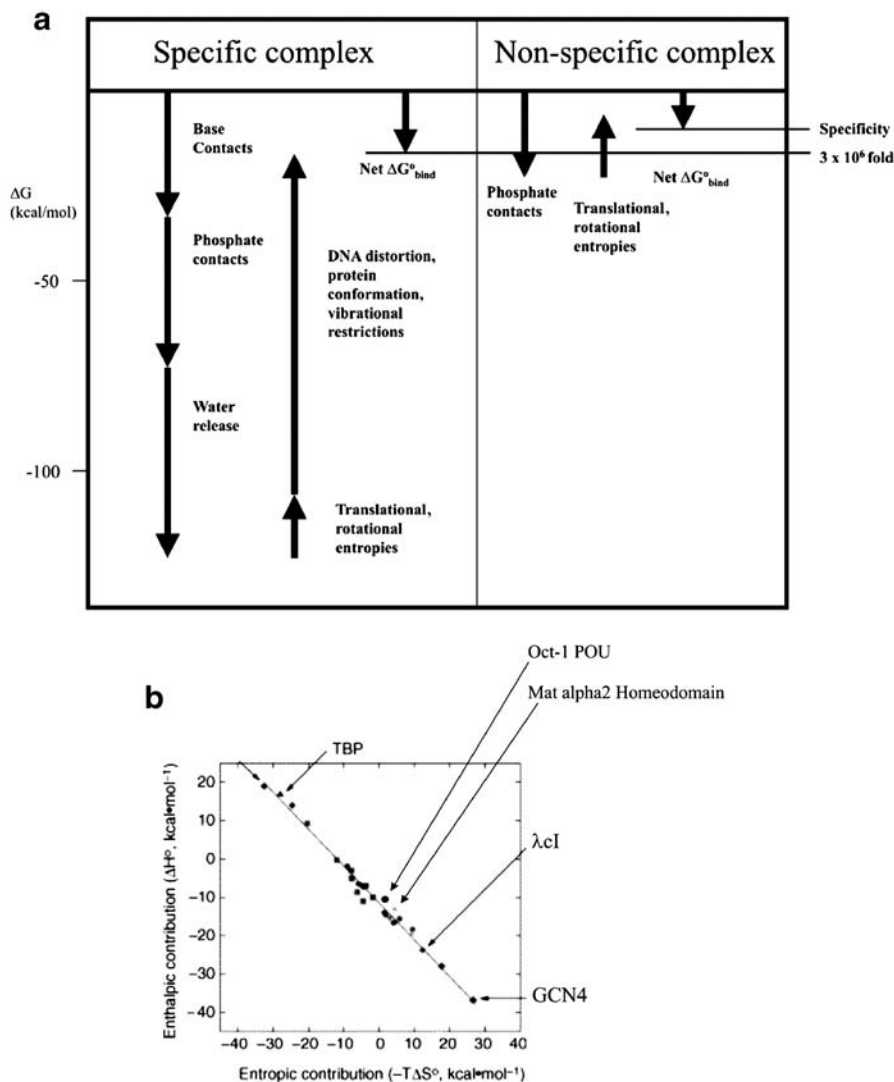 a
Specific complex
Non-specific complex
Base
Contacts
Net ΔG°bind
Specificity
3 x 10⁶ fold
ΔG
(kcal/mol)
Phosphate
contacts
DNA distortion,
protein
conformation,
vibrational
restrictions
Phosphate
contacts
Translational,
rotational
entropies
Net ΔG°bind
-50
Water
release
-100
Translational,
rotational
entropies
b
Oct-1 POU
Mat alpha2 Homeodomain
TBP
λcI
GCN4
Enthalpic contribution (ΔH°, kcal•mol⁻¹)
20
10
0
−10
−20
−30
−40
−40 −30 −20 −10 0 10 20 30 40
Entropic contribution (−TΔS°, kcal•mol⁻¹)